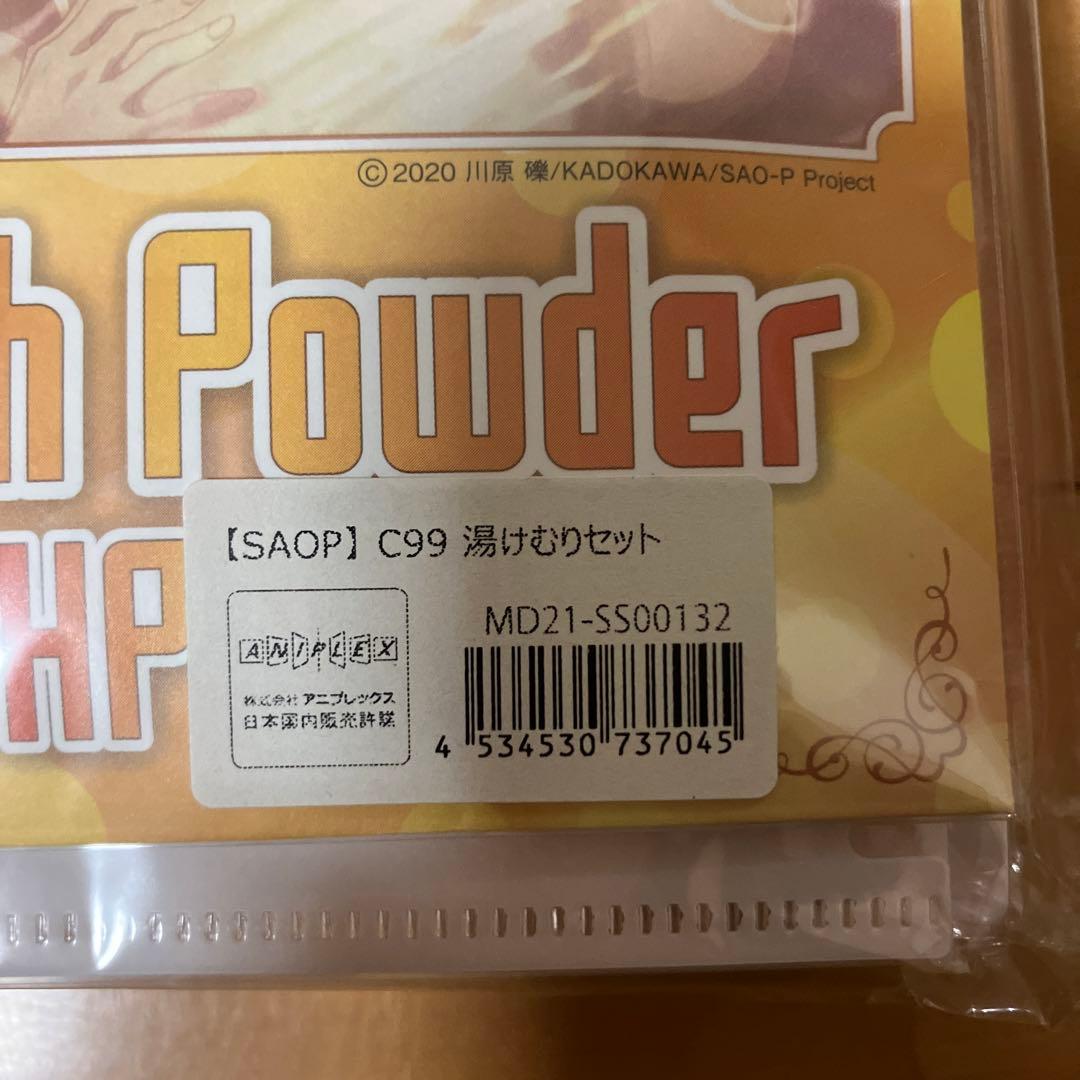 ©2020 川原 礫/KADOKAWA/SAO-P Project
h Powder
HP
【SAOP】 C99 湯けむりセット
MD21-SS00132
ANIPLEX
株式会社 アニプレックス
日本国内販売許諾
4 534530 737045